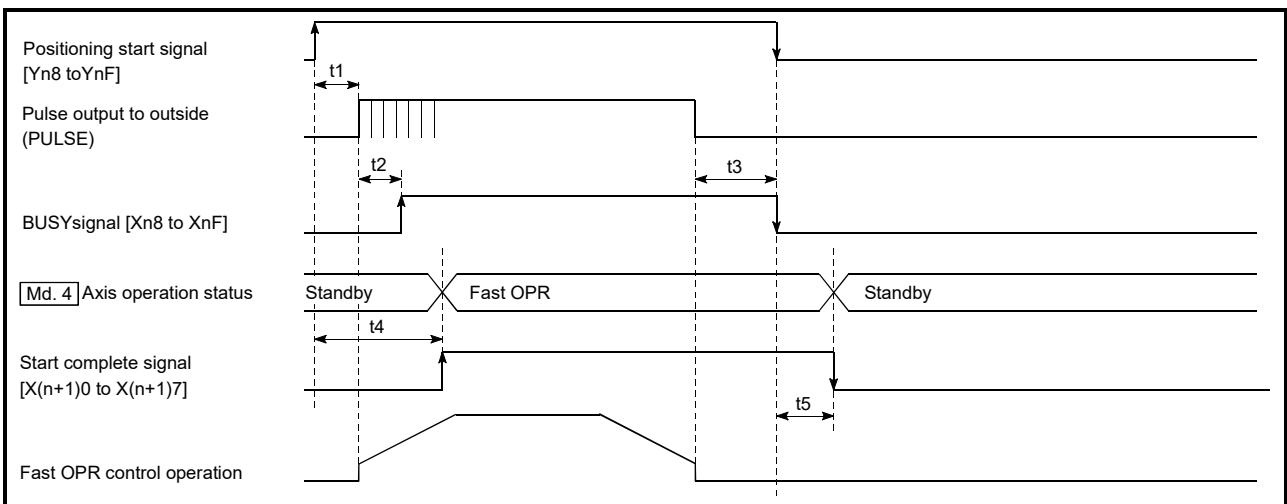 Positioning start signal
[Yn8 toYnF]
t1
Pulse output to outside
(PULSE)
t2
t3
BUSYsignal [Xn8 to XnF]
Md. 4 Axis operation status
Standby
Fast OPR
Standby
t4
Start complete signal
[X(n+1)0 to X(n+1)7]
t5
Fast OPR control operation